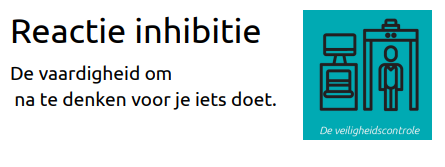 Reactie inhibitie
De vaardigheid om
na te denken voor je iets doet.
De veiligheidscontrole